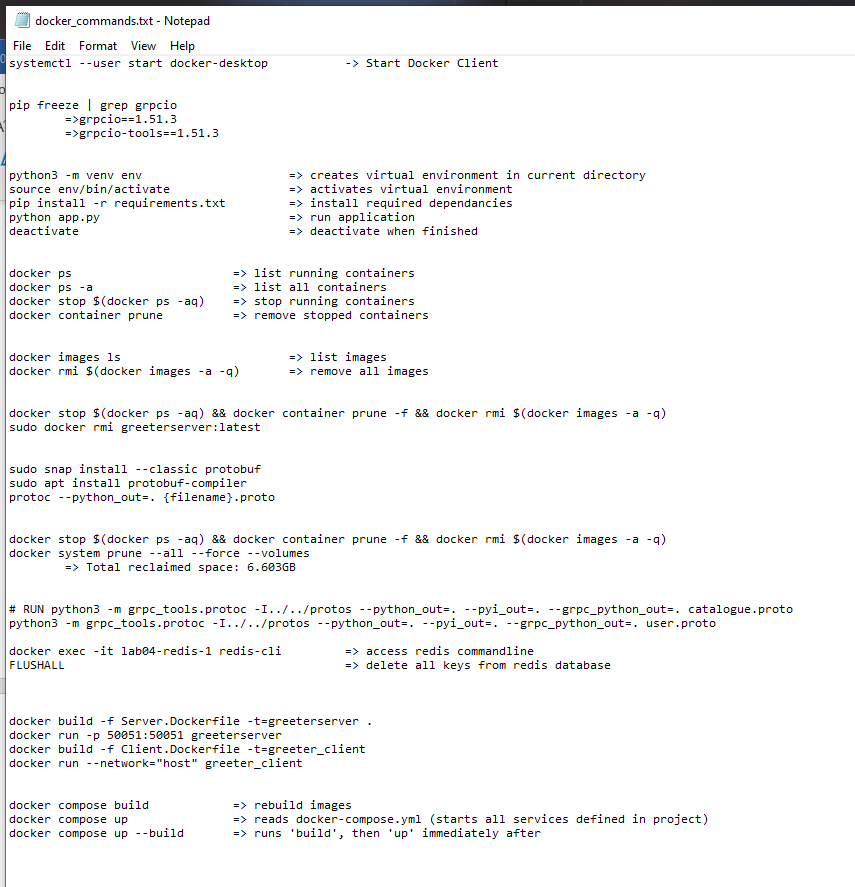 docker_commands.txt - Notepad
File Edit Format View Help
systemctl --user start docker-desktop -> Start Docker Client
pip freeze | grep grpcio
=>grpcio==1.51.3
=>grpcio-tools==1.51.3
python3 -m venv env => creates virtual environment in current directory
source env/bin/activate => activates virtual environment
pip install -r requirements.txt => install required dependancies
python app.py => run application
deactivate => deactivate when finished
docker ps => list running containers
docker ps -a => list all containers
docker stop $(docker ps -aq) => stop running containers
docker container prune => remove stopped containers
docker images ls => list images
docker rmi $(docker images -a -q) => remove all images
docker stop $(docker ps -aq) && docker container prune -f && docker rmi $(docker images -a -q)
sudo docker rmi greeterserver:latest
sudo snap install --classic protobuf
sudo apt install protobuf-compiler
protoc --python_out=. {filename}.proto
docker stop $(docker ps -aq) && docker container prune -f && docker rmi $(docker images -a -q)
docker system prune --all --force --volumes
=> Total reclaimed space: 6.603GB
# RUN python3 -m grpc_tools.protoc -I../../protos --python_out=. --pyi_out=. --grpc_python_out=. catalogue.proto
python3 -m grpc_tools.protoc -I../../protos --python_out=. --pyi_out=. --grpc_python_out=. user.proto
docker exec -it lab04-redis-1 redis-cli => access redis commandline
FLUSHALL => delete all keys from redis database
docker build -f Server.Dockerfile -t=greeterserver .
docker run -p 50051:50051 greeterserver
docker build -f Client.Dockerfile -t=greeter_client
docker run --network="host" greeter_client
docker compose build => rebuild images
docker compose up => reads docker-compose.yml (starts all services defined in project)
docker compose up --build => runs 'build', then 'up' immediately after